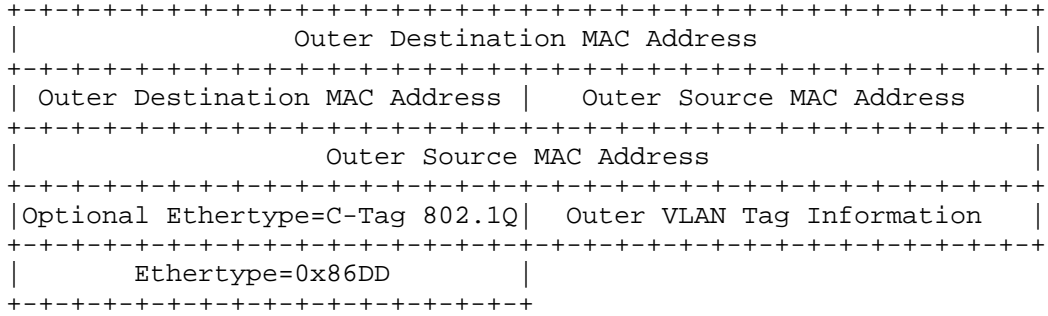 +-+-+-+-+-+-+-+-+-+-+-+-+-+-+-+-+-+-+-+-+-+-+-+-+-+-+-+-+-+-+-+-+
|                 Outer Destination MAC Address                 |
+-+-+-+-+-+-+-+-+-+-+-+-+-+-+-+-+-+-+-+-+-+-+-+-+-+-+-+-+-+-+-+-+
| Outer Destination MAC Address |   Outer Source MAC Address    |
+-+-+-+-+-+-+-+-+-+-+-+-+-+-+-+-+-+-+-+-+-+-+-+-+-+-+-+-+-+-+-+-+
|                   Outer Source MAC Address                    |
+-+-+-+-+-+-+-+-+-+-+-+-+-+-+-+-+-+-+-+-+-+-+-+-+-+-+-+-+-+-+-+-+
|Optional Ethertype=C-Tag 802.1Q|  Outer VLAN Tag Information   |
+-+-+-+-+-+-+-+-+-+-+-+-+-+-+-+-+-+-+-+-+-+-+-+-+-+-+-+-+-+-+-+-+
|       Ethertype=0x86DD        |
+-+-+-+-+-+-+-+-+-+-+-+-+-+-+-+-+